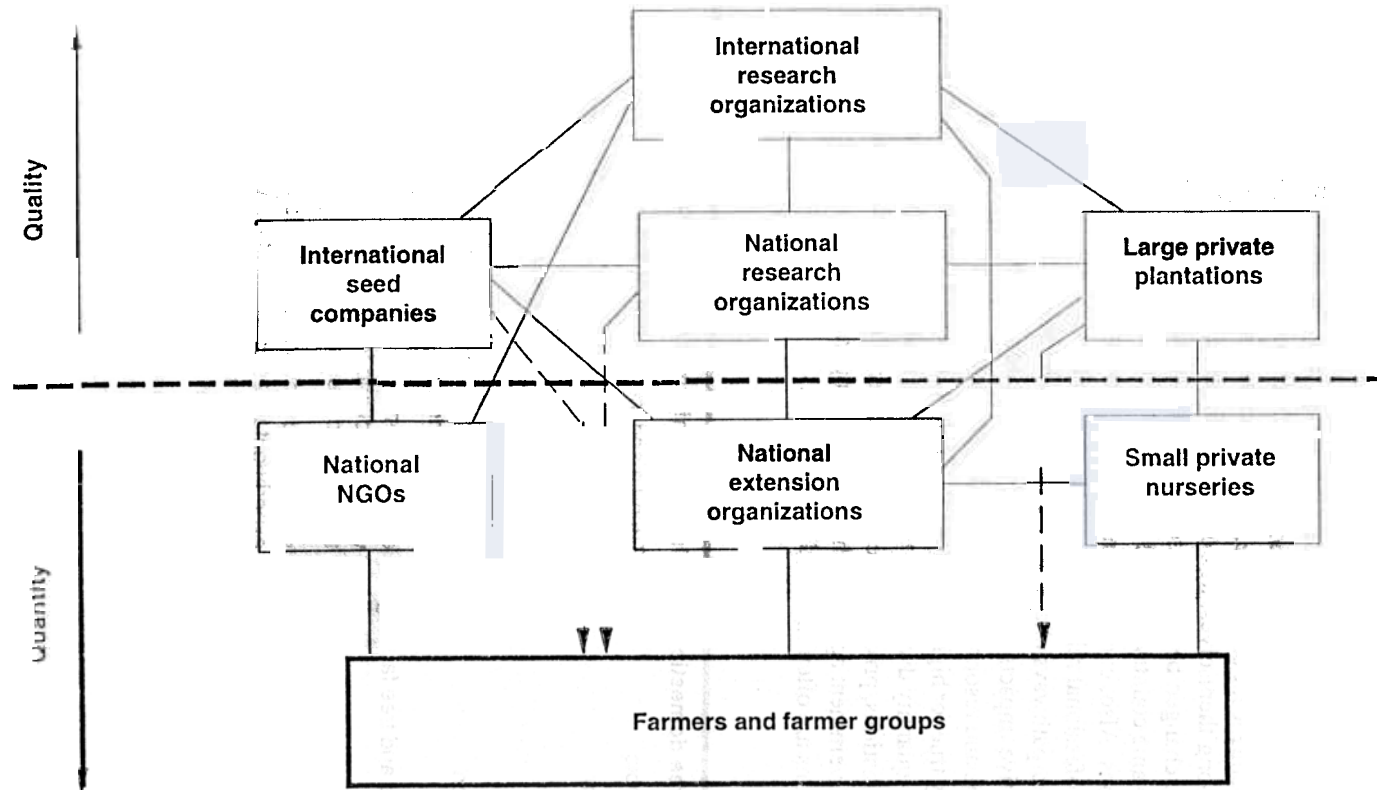 International
research
organizations
Quality
International
seed
companies
National
research
organizations
Large private
plantations
National
NGOs
National
extension
organizations
Small private
nurseries
Quantity
Farmers and farmer groups